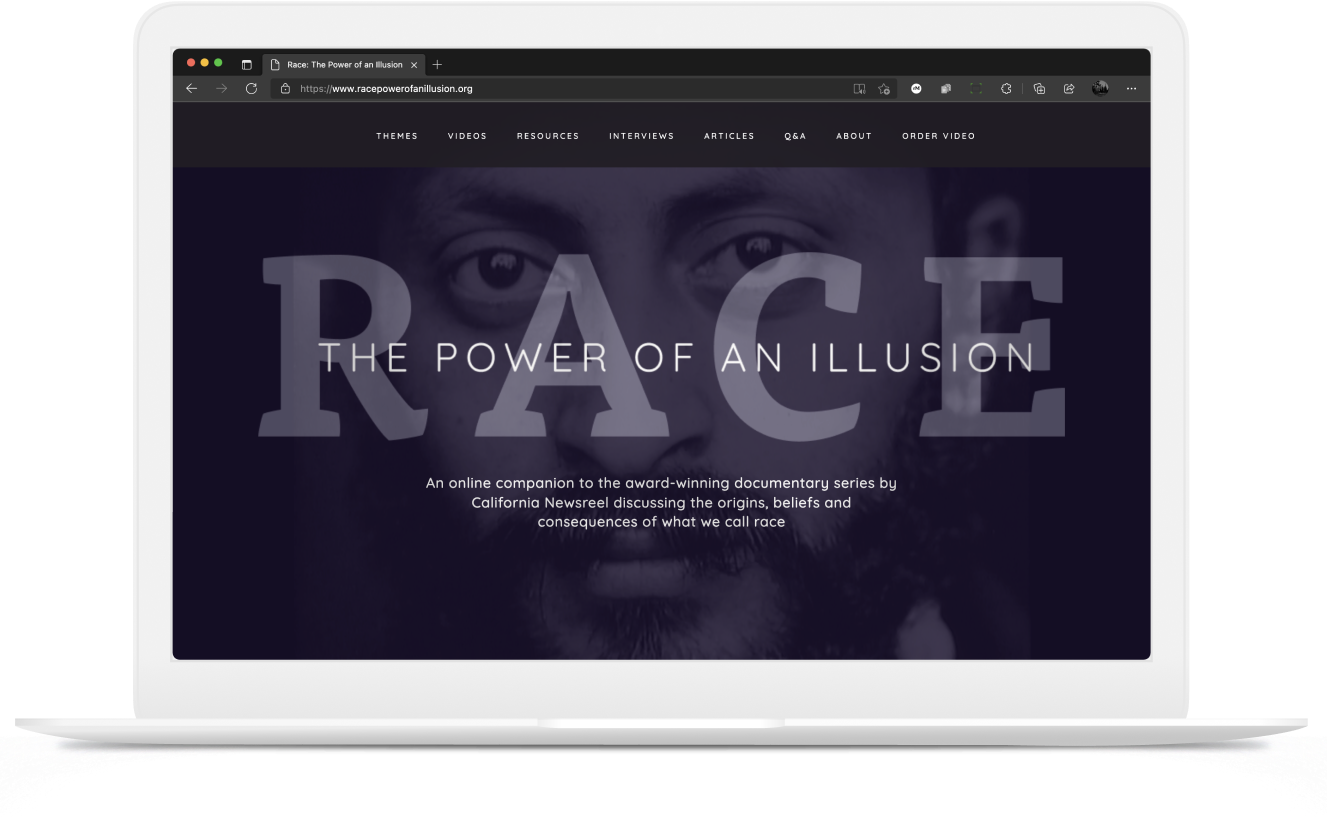 Race: The Power of an Illusion
https://www.racepowerofanillusion.org
THEMES VIDEOS RESOURCES INTERVIEWS ARTICLES Q&A ABOUT ORDER VIDEO
RACE
THE POWER OF AN ILLUSION
An online companion to the award-winning documentary series by
California Newsreel discussing the origins, beliefs and
consequences of what we call race